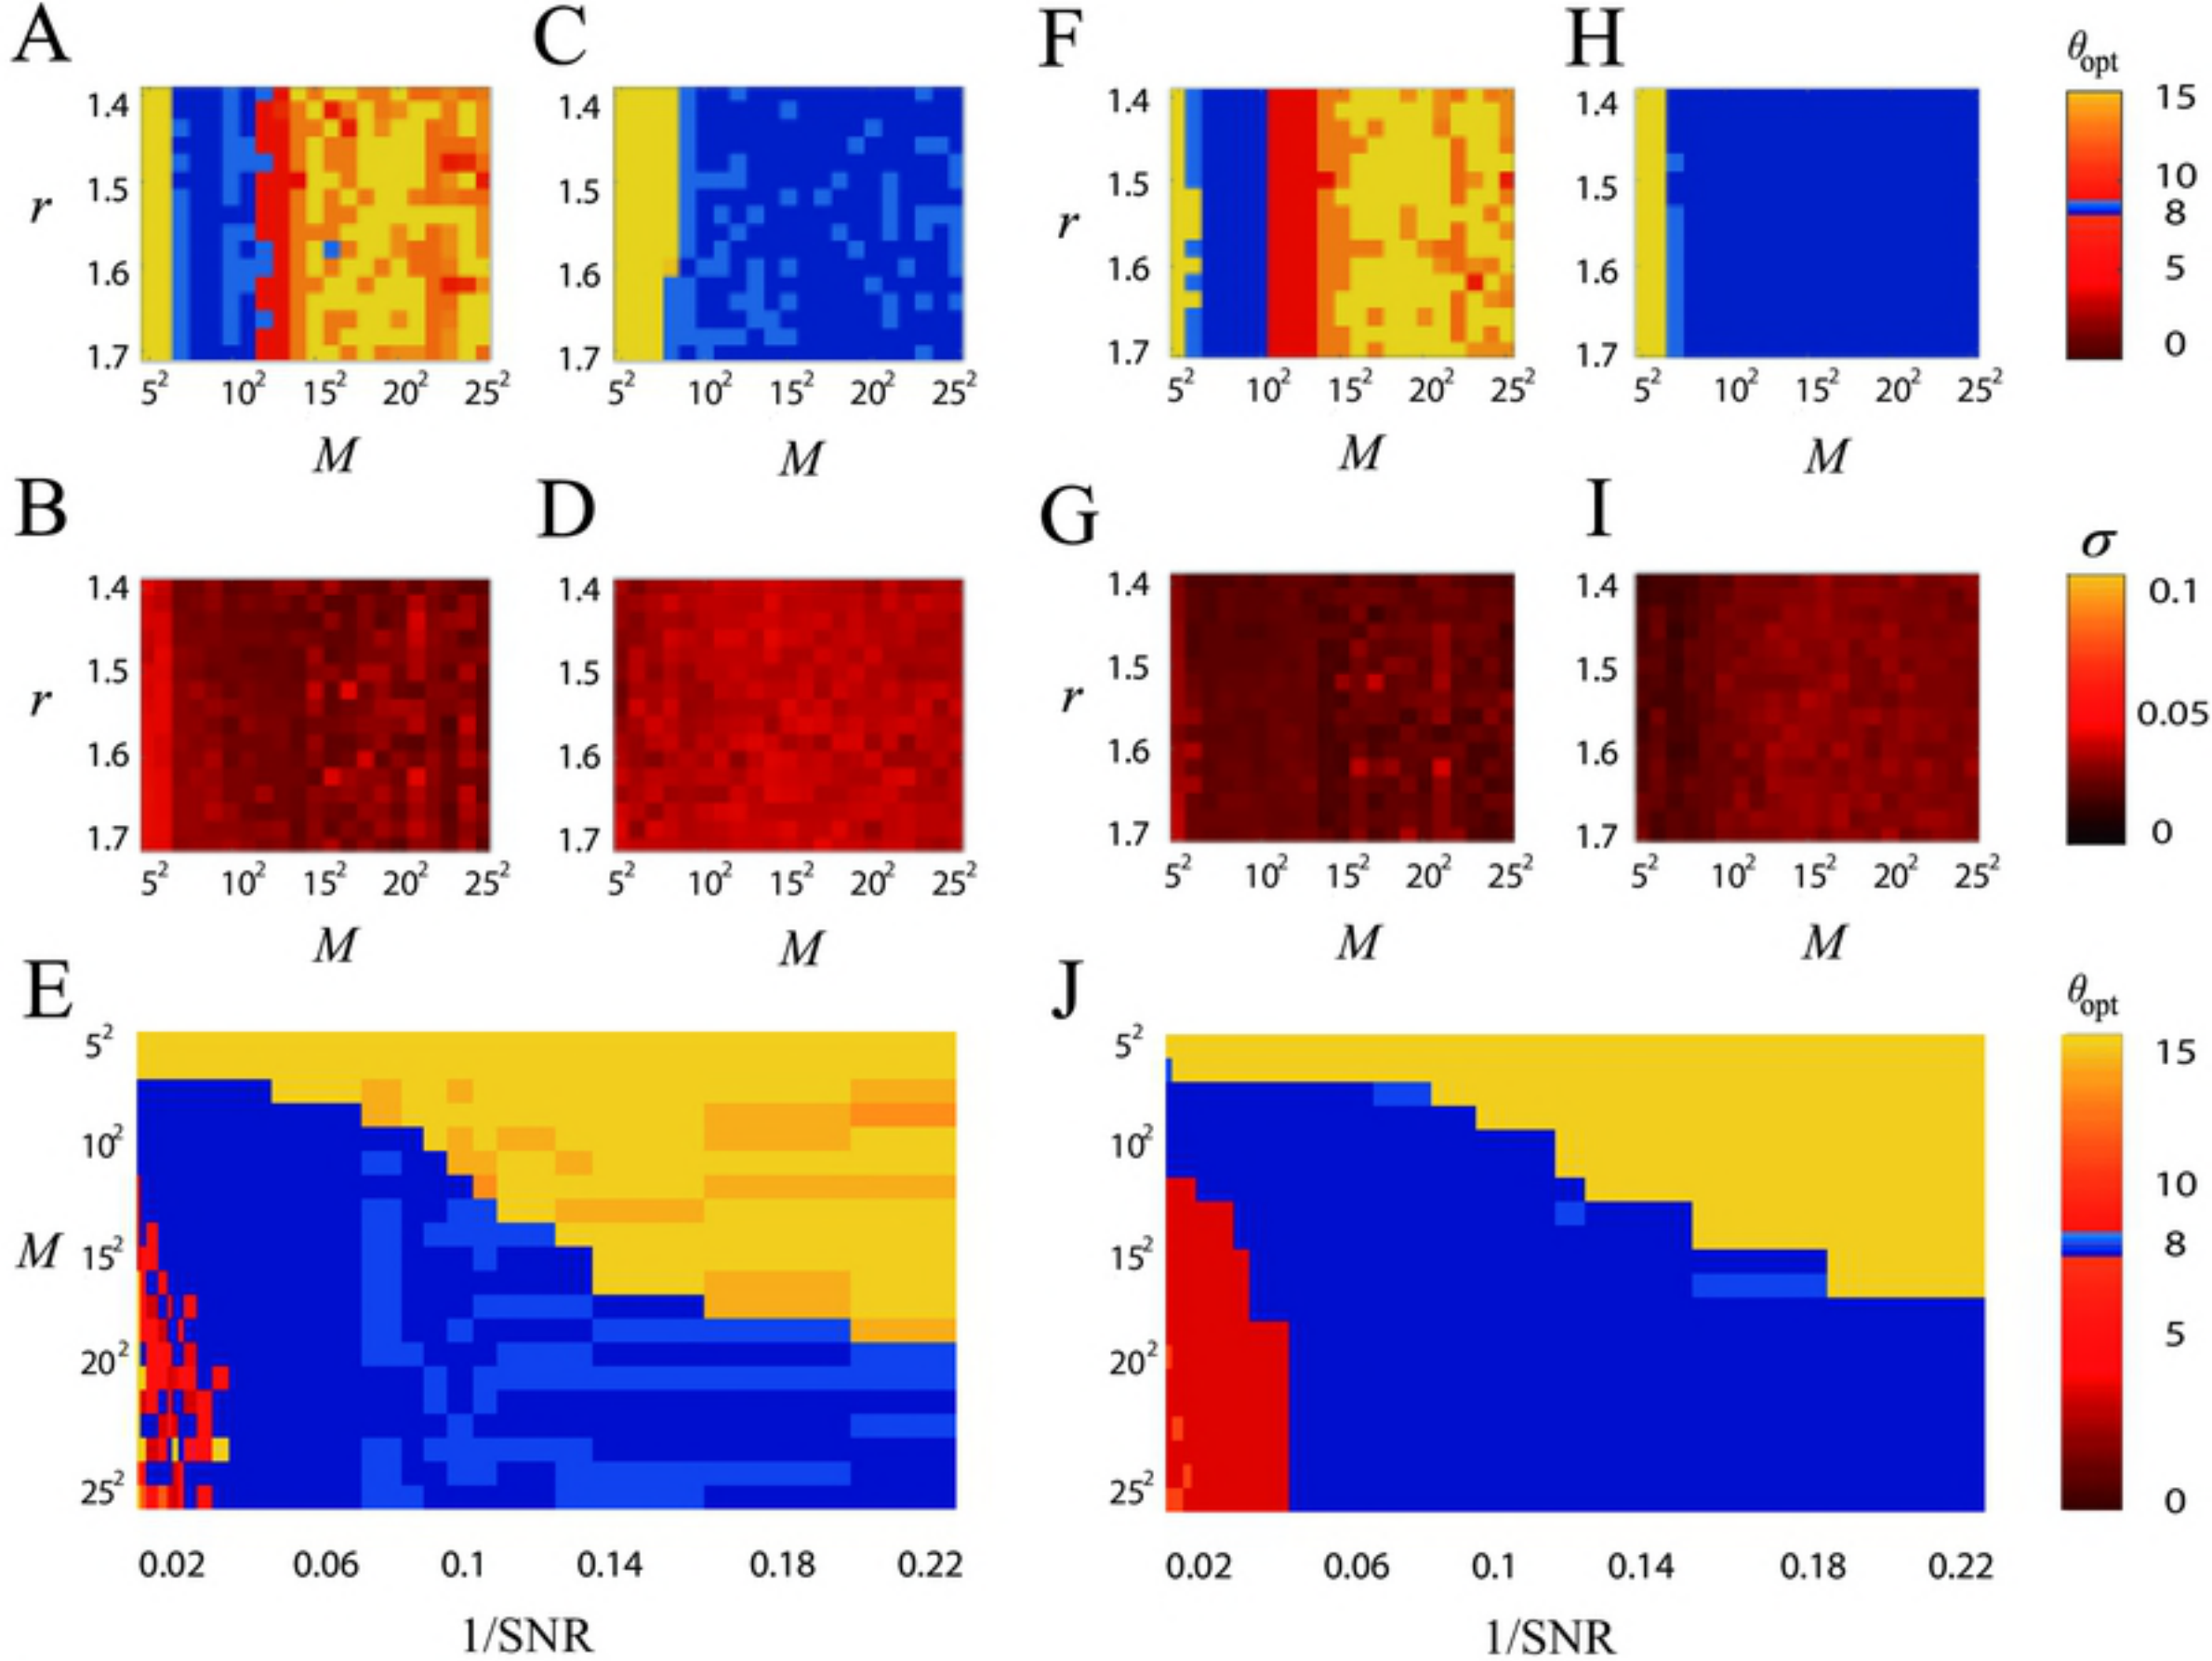 A C F H
θopt
1.4 1.4 1.4 1.4 15
1.5 1.5 1.5 1.5 10
r r 8
1.6 1.6 1.6 1.6 5
1.7 1.7 1.7 1.7 0
5² 10² 15² 20² 25² 5² 10² 15² 20² 25² 5² 10² 15² 20² 25² 5² 10² 15² 20² 25²
M M M M
B D G I
σ
1.4 1.4 1.4 1.4 0.1
1.5 1.5 1.5 1.5
r r 0.05
1.6 1.6 1.6 1.6
1.7 1.7 1.7 1.7 0
5² 10² 15² 20² 25² 5² 10² 15² 20² 25² 5² 10² 15² 20² 25² 5² 10² 15² 20² 25²
M M M M
E J
θopt
5² 5² 15
10² 10² 10
M 15² 15² 8
20² 20² 5
25² 25² 0
0.02 0.06 0.1 0.14 0.18 0.22 0.02 0.06 0.1 0.14 0.18 0.22
1/SNR 1/SNR